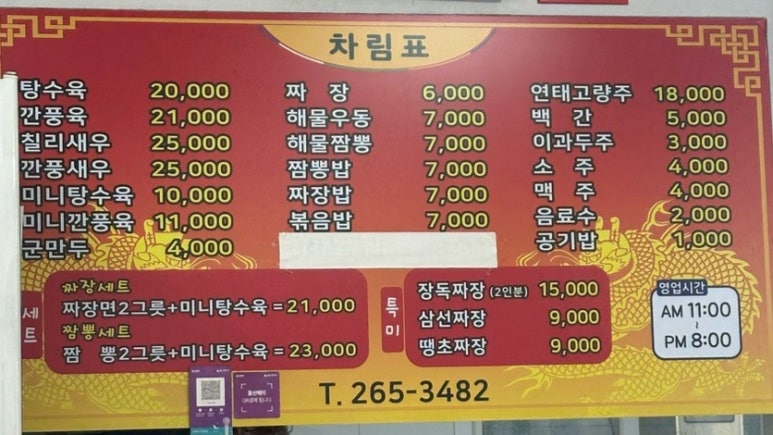 차림표
탕수육 20,000
깐풍육 21,000
칠리새우 25,000
깐풍새우 25,000
미니탕수육 10,000
미니깐풍육 11,000
군만두 4,000
짜 장 6,000
해물우동 7,000
해물짬뽕 7,000
짬뽕밥 7,000
짜장밥 7,000
볶음밥 7,000
연태고량주 18,000
백 간 5,000
이과두주 3,000
소 주 4,000
맥 주 4,000
음료수 2,000
공기밥 1,000
세트
짜장세트
짜장면2그릇+미니탕수육 = 21,000
짬뽕세트
짬 뽕2그릇+미니탕수육 = 23,000
특미
장독짜장 (2인분) 15,000
삼선짜장 9,000
땡초짜장 9,000
영업시간
AM 11:00
~
PM 8:00
T. 265-3482